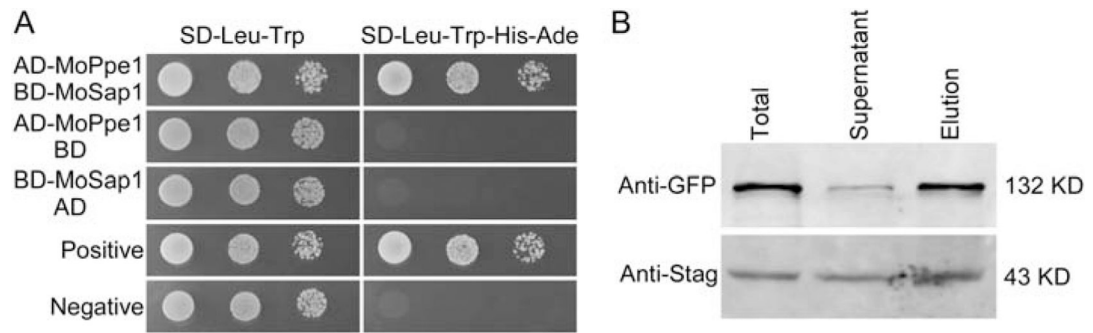 A
SD-Leu-Trp SD-Leu-Trp-His-Ade
AD-MoPpe1
BD-MoSap1
AD-MoPpe1
BD
BD-MoSap1
AD
Positive
Negative
B
Total
Supernatant
Elution
Anti-GFP 132 KD
Anti-Stag 43 KD